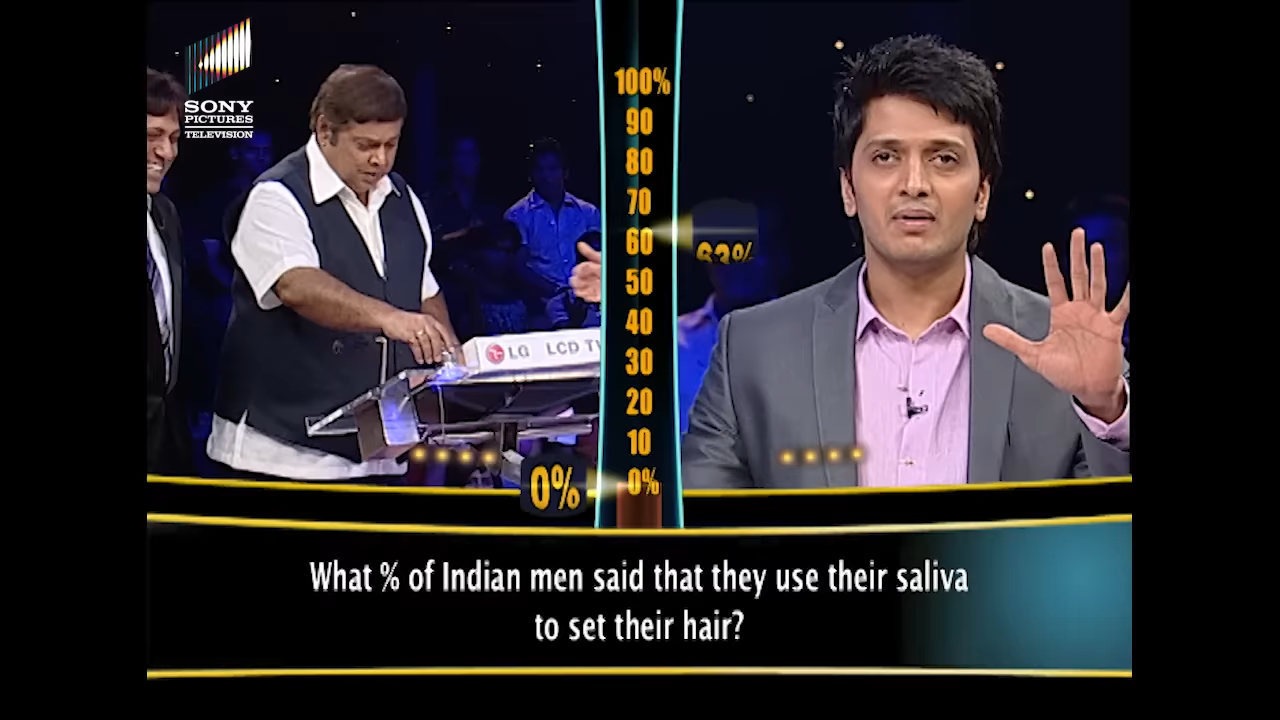 SONY
PICTURES
TELEVISION
100%
90
80
70
60
63%
50
40
30
20
10
0%
0%
LG LCD TV
What % of Indian men said that they use their saliva
to set their hair?